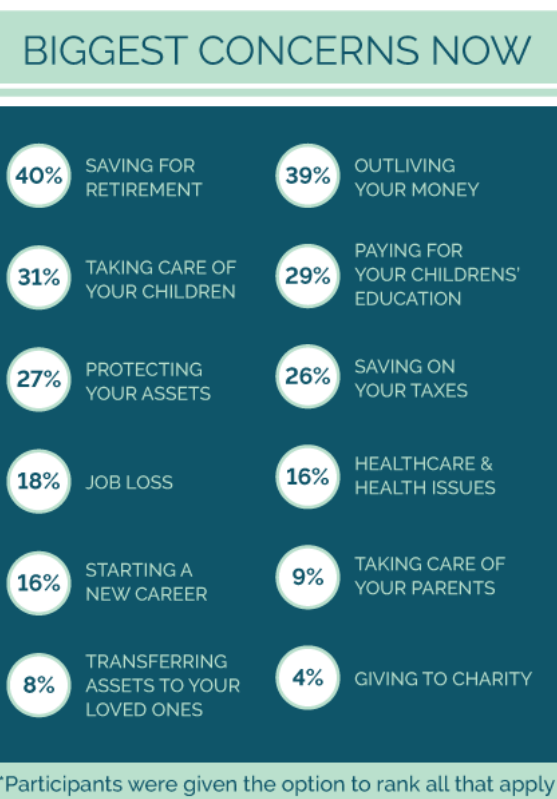 BIGGEST CONCERNS NOW
40%
SAVING FOR
RETIREMENT
39%
OUTLIVING
YOUR MONEY
31%
TAKING CARE OF
YOUR CHILDREN
29%
PAYING FOR
YOUR CHILDRENS'
EDUCATION
27%
PROTECTING
YOUR ASSETS
26%
SAVING ON
YOUR TAXES
18%
JOB LOSS
16%
HEALTHCARE &
HEALTH ISSUES
16%
STARTING A
NEW CAREER
9%
TAKING CARE OF
YOUR PARENTS
8%
TRANSFERRING
ASSETS TO YOUR
LOVED ONES
4%
GIVING TO CHARITY
*Participants were given the option to rank all that apply